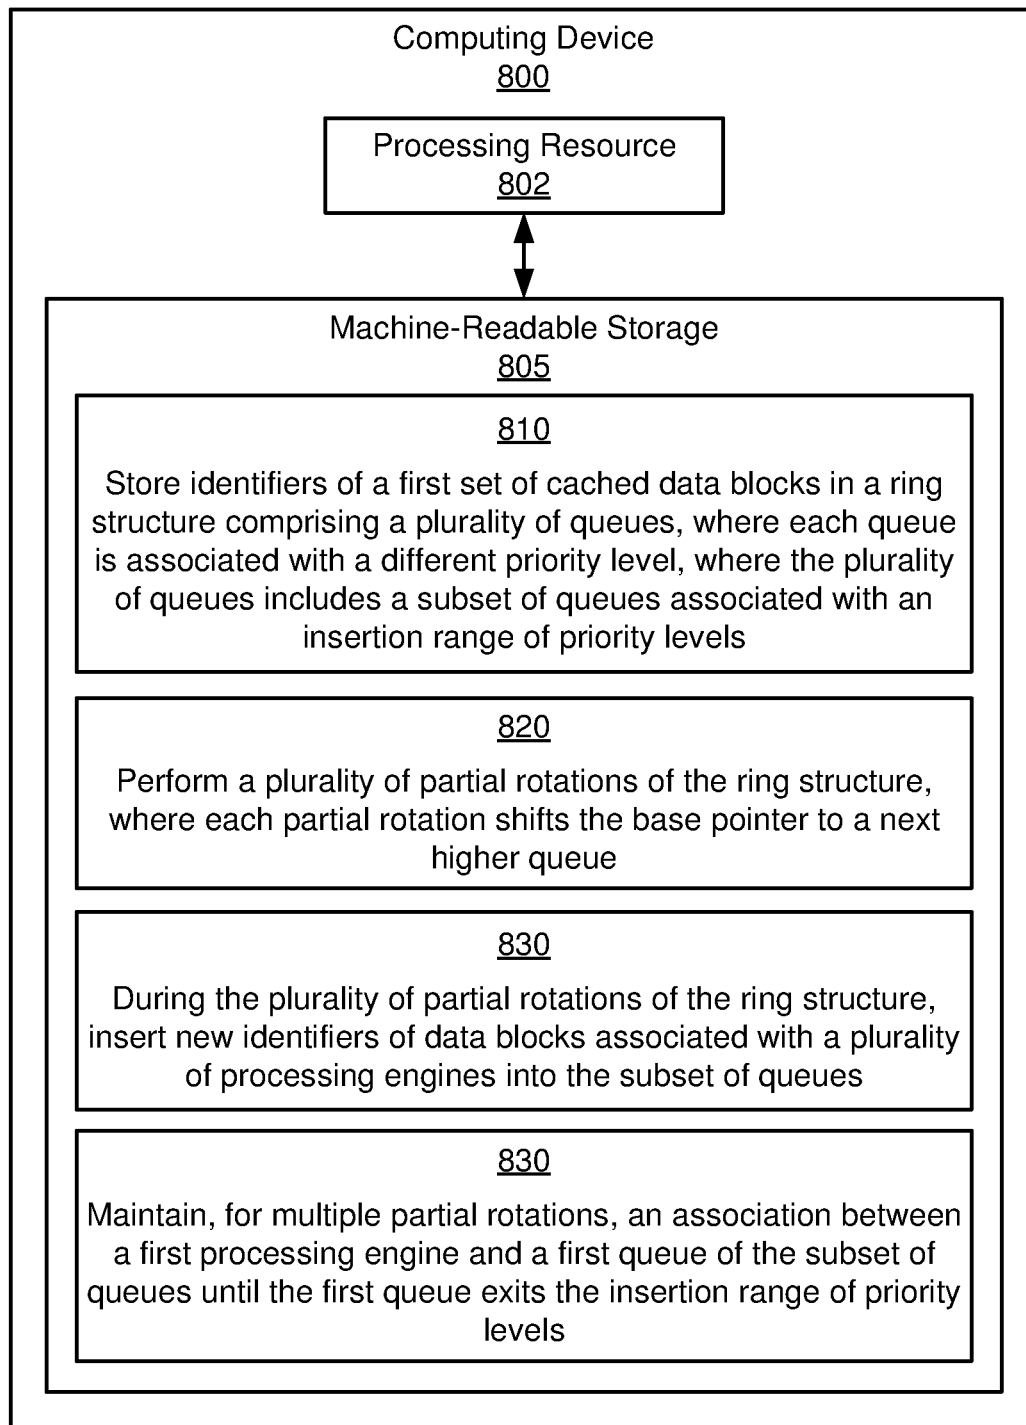 Computing Device
800
Processing Resource
802
Machine-Readable Storage
805
810
Store identifiers of a first set of cached data blocks in a ring
structure comprising a plurality of queues, where each queue
is associated with a different priority level, where the plurality
of queues includes a subset of queues associated with an
insertion range of priority levels
820
Perform a plurality of partial rotations of the ring structure,
where each partial rotation shifts the base pointer to a next
higher queue
830
During the plurality of partial rotations of the ring structure,
insert new identifiers of data blocks associated with a plurality
of processing engines into the subset of queues
830
Maintain, for multiple partial rotations, an association between
a first processing engine and a first queue of the subset of
queues until the first queue exits the insertion range of priority
levels